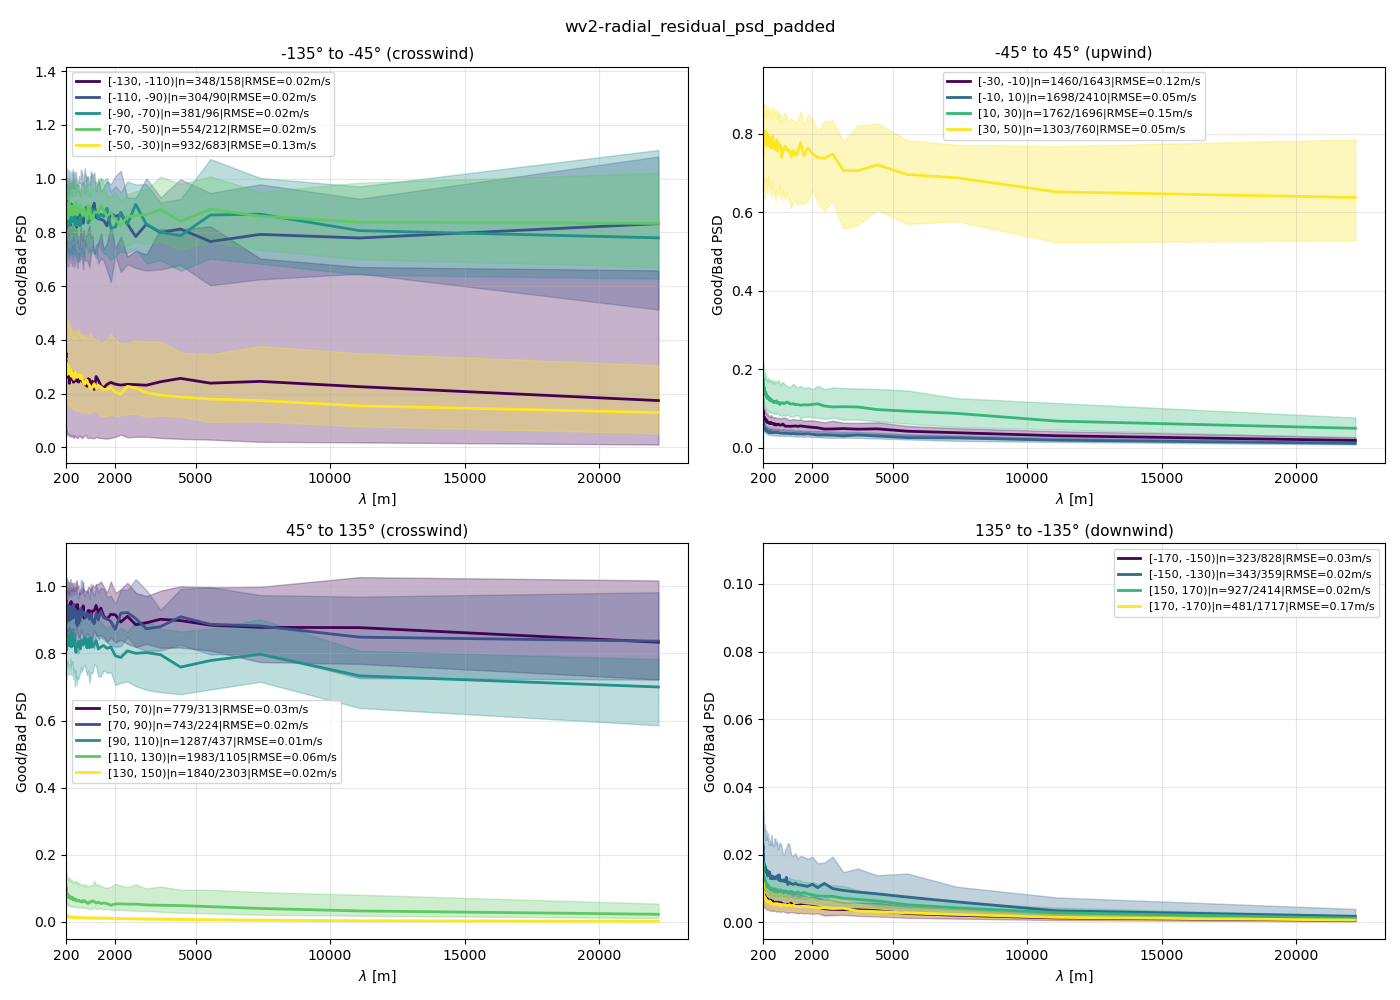 wv2-radial_residual_psd_padded
-135° to -45° (crosswind)
1.4
1.2
1.0
0.8
0.6
0.4
0.2
0.0
Good/Bad PSD
[-130, -110)|n=348/158|RMSE=0.02m/s
[-110, -90)|n=304/90|RMSE=0.02m/s
[-90, -70)|n=381/96|RMSE=0.02m/s
[-70, -50)|n=554/212|RMSE=0.02m/s
[-50, -30)|n=932/683|RMSE=0.13m/s
200 2000 5000 10000 15000 20000
λ [m]
-45° to 45° (upwind)
0.8
0.6
0.4
0.2
0.0
Good/Bad PSD
[-30, -10)|n=1460/1643|RMSE=0.12m/s
[-10, 10)|n=1698/2410|RMSE=0.05m/s
[10, 30)|n=1762/1696|RMSE=0.15m/s
[30, 50)|n=1303/760|RMSE=0.05m/s
200 2000 5000 10000 15000 20000
λ [m]
45° to 135° (crosswind)
1.0
0.8
0.6
0.4
0.2
0.0
Good/Bad PSD
[50, 70)|n=779/313|RMSE=0.03m/s
[70, 90)|n=743/224|RMSE=0.02m/s
[90, 110)|n=1287/437|RMSE=0.01m/s
[110, 130)|n=1983/1105|RMSE=0.06m/s
[130, 150)|n=1840/2303|RMSE=0.02m/s
200 2000 5000 10000 15000 20000
λ [m]
135° to -135° (downwind)
0.10
0.08
0.06
0.04
0.02
0.00
Good/Bad PSD
[-170, -150)|n=323/828|RMSE=0.03m/s
[-150, -130)|n=343/359|RMSE=0.02m/s
[150, 170)|n=927/2414|RMSE=0.02m/s
[170, -170)|n=481/1717|RMSE=0.17m/s
200 2000 5000 10000 15000 20000
λ [m]